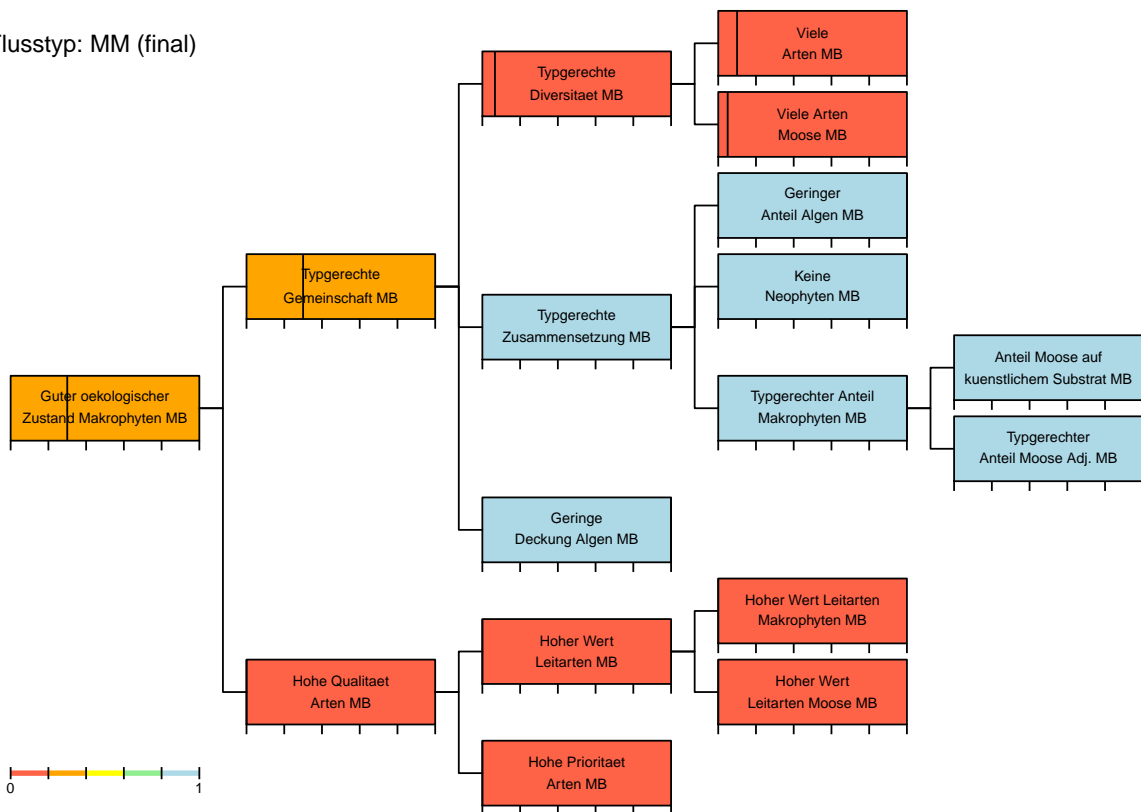 lusstyp: MM (final)
Viele
Arten MB
Typgerechte
Diversitaet MB
Viele Arten
Moose MB
Geringer
Anteil Algen MB
Typgerechte
Gemeinschaft MB
Keine
Neophyten MB
Typgerechte
Zusammensetzung MB
Anteil Moose auf
kuenstlichem Substrat MB
Guter oekologischer
Zustand Makrophyten MB
Typgerechter Anteil
Makrophyten MB
Typgerechter
Anteil Moose Adj. MB
Geringe
Deckung Algen MB
Hoher Wert Leitarten
Makrophyten MB
Hoher Wert
Leitarten MB
Hohe Qualitaet
Arten MB
Hoher Wert
Leitarten Moose MB
Hohe Prioritaet
Arten MB
0 1